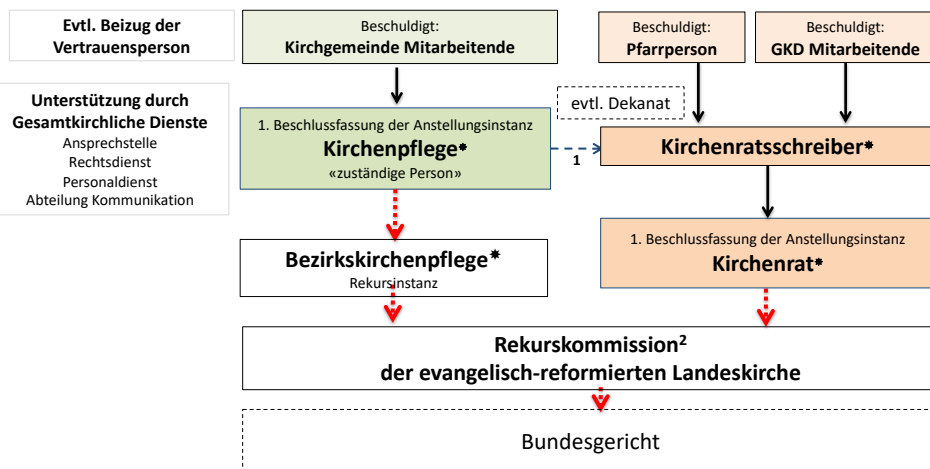 Evtl. Beizug der
Vertrauensperson
Beschuldigt:
Kirchgemeinde Mitarbeitende
Beschuldigt:
Pfarrperson
Beschuldigt:
GKD Mitarbeitende
Unterstützung durch
Gesamtkirchliche Dienste
Ansprechstelle
Rechtsdienst
Personaldienst
Abteilung Kommunikation
1. Beschlussfassung der Anstellungsinstanz
Kirchenpflege*
«zuständige Person»
evtl. Dekanat
1
Kirchenratsschreiber*
Bezirkskirchenpflege*
Rekursinstanz
1. Beschlussfassung der Anstellungsinstanz
Kirchenrat*
Rekurskommission²
der evangelisch-reformierten Landeskirche
Bundesgericht